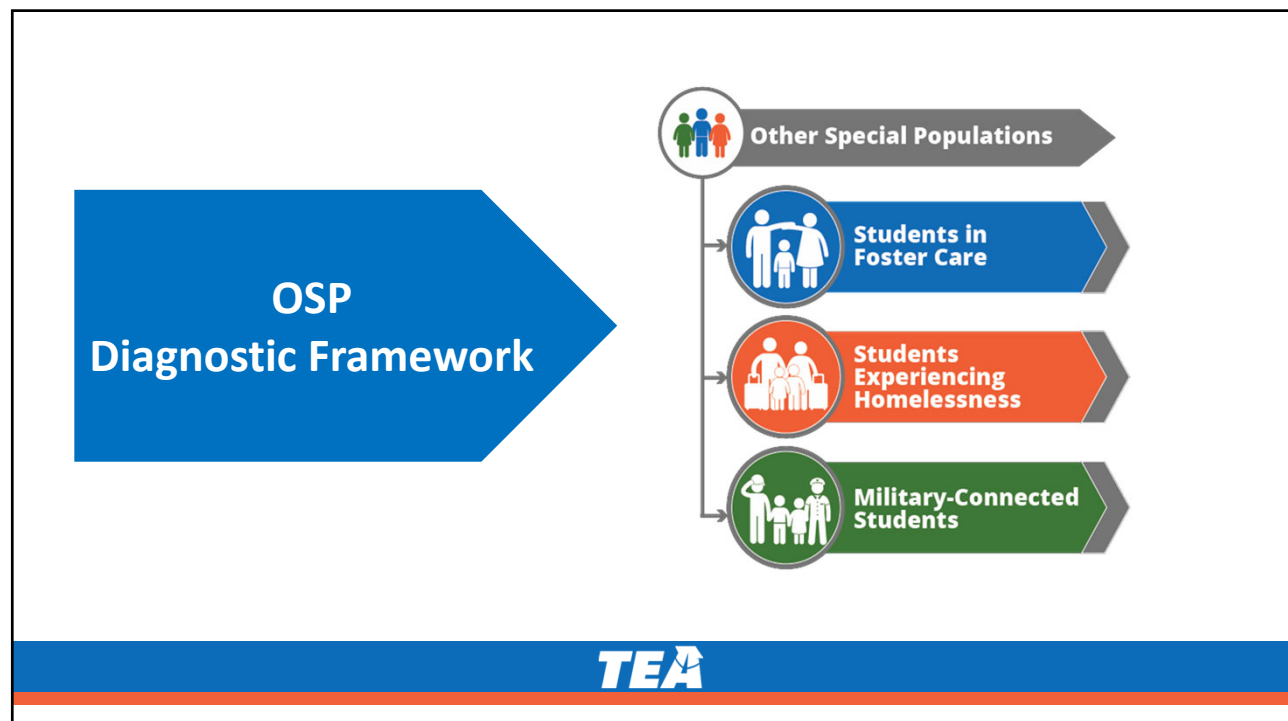 OSP
Diagnostic Framework
Other Special Populations
Students in
Foster Care
Students
Experiencing
Homelessness
Military-Connected
Students
TEA